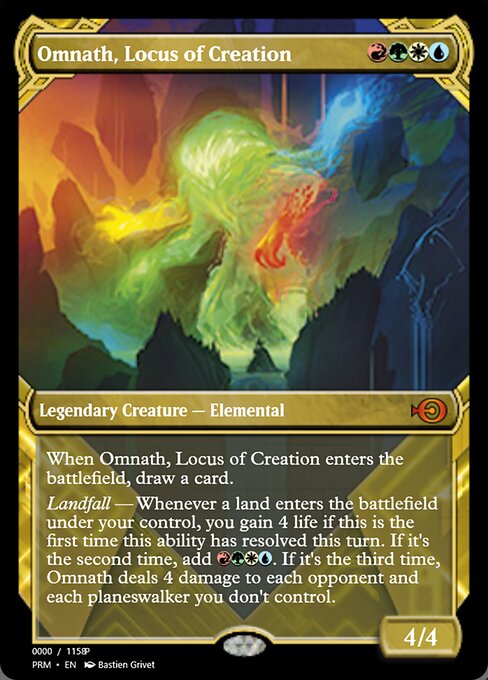 Omnath, Locus of Creation
Legendary Creature — Elemental
When Omnath, Locus of Creation enters the
battlefield, draw a card.
Landfall — Whenever a land enters the battlefield
under your control, you gain 4 life if this is the
first time this ability has resolved this turn. If it's
the second time, add . If it's the third time,
Omnath deals 4 damage to each opponent and
each planeswalker you don't control.
4/4
0000 / 1158P
PRM • EN Bastien Grivet